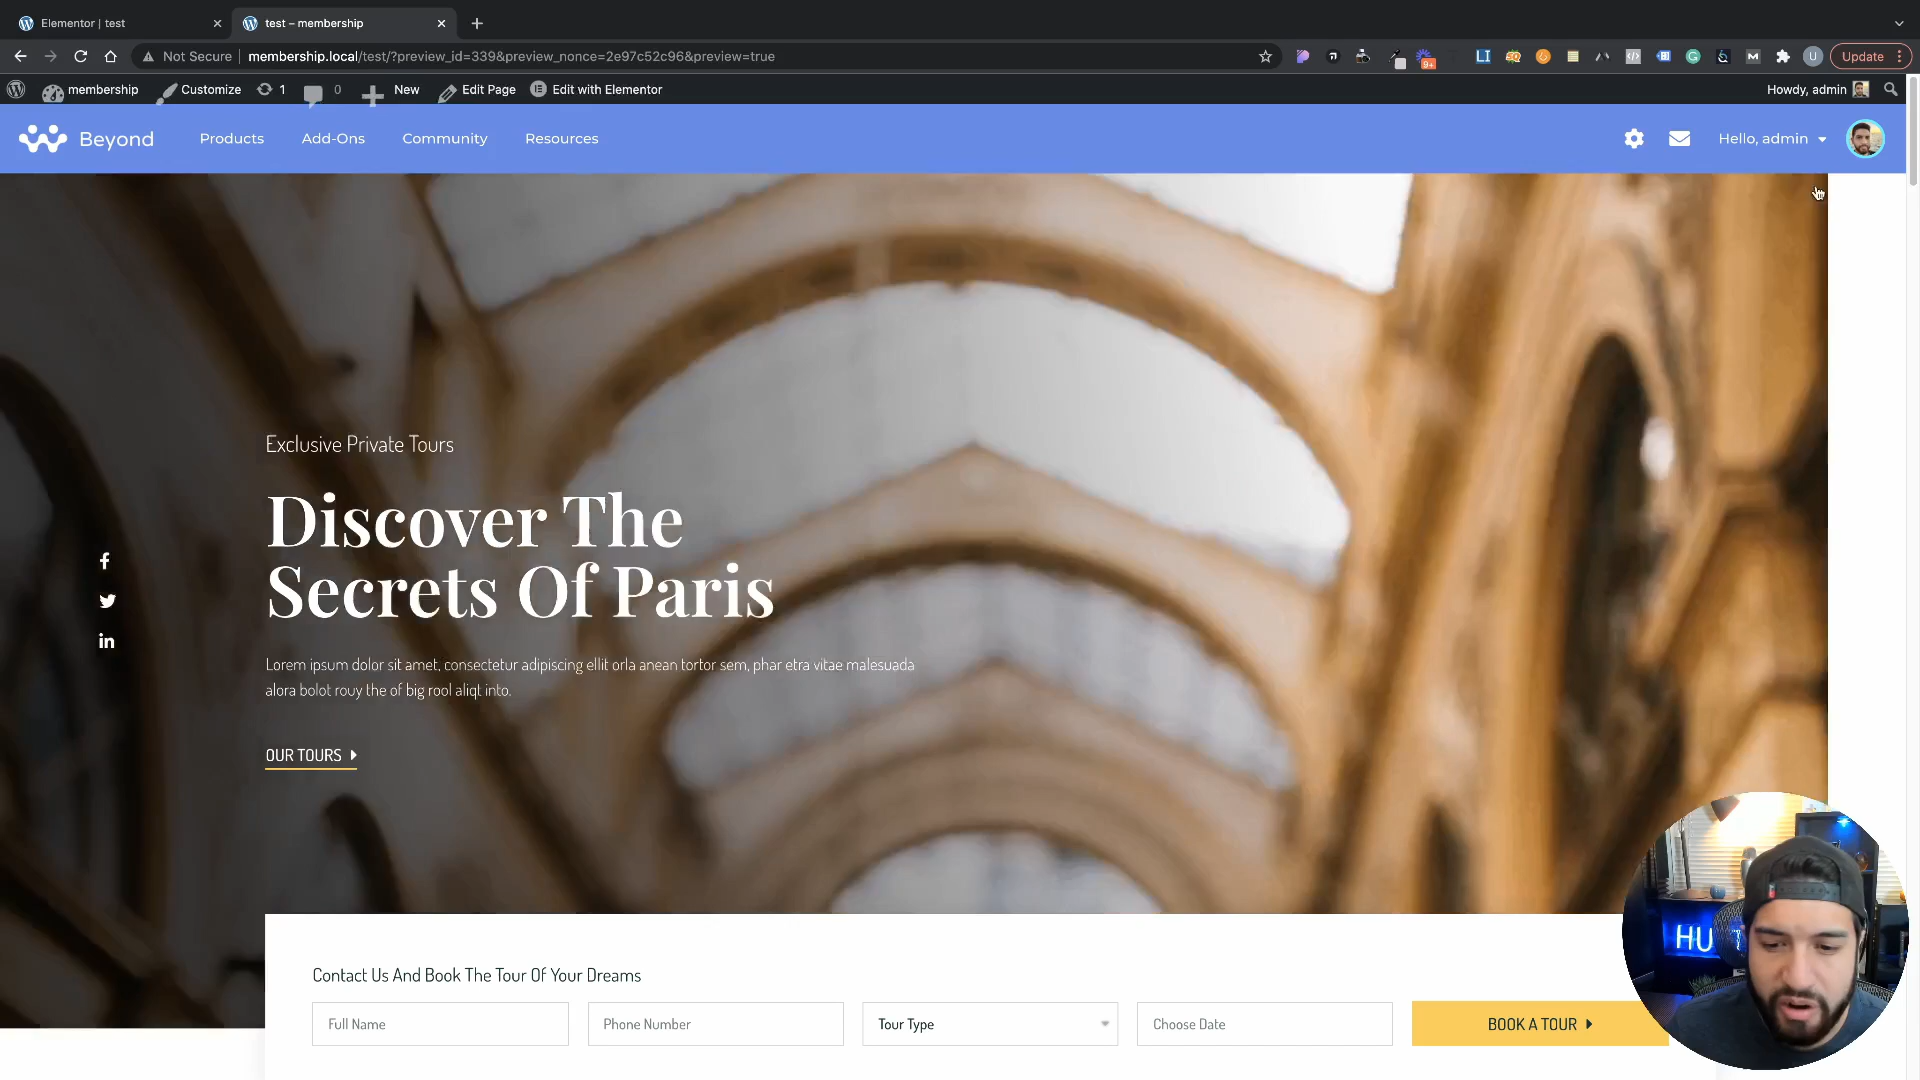 Elementor | test
test – membership
Not Secure
membership.local/test/?preview_id=339&preview_nonce=2e97c52c96&preview=true
9+
LI
U
Update
membership
Customize
1
0
New
Edit Page
Edit with Elementor
Howdy, admin
Beyond
Products
Add-Ons
Community
Resources
Hello, admin
Exclusive Private Tours
Discover The
Secrets Of Paris
Lorem ipsum dolor sit amet, consectetur adipiscing ellit orla anean tortor sem, phar etra vitae malesuada
alora bolot rouy the of big rool aliqt into.
OUR TOURS
Contact Us And Book The Tour Of Your Dreams
Full Name
Phone Number
Tour Type
Choose Date
BOOK A TOUR
HU